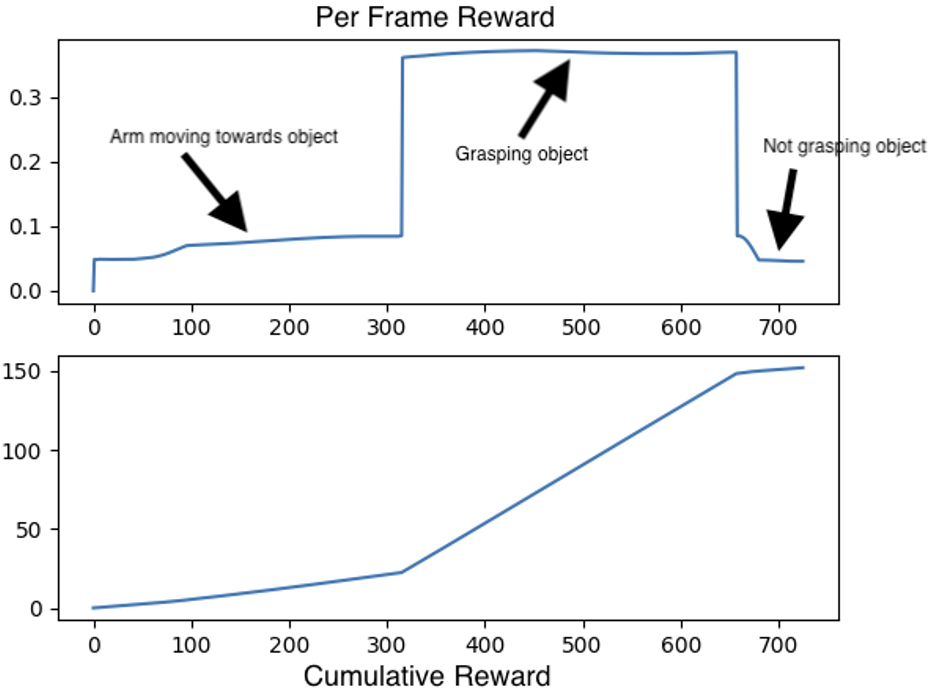 Per Frame Reward
0.3
0.2
0.1
0.0
Arm moving towards object
Grasping object
Not grasping object
0 100 200 300 400 500 600 700
150
100
50
0
0 100 200 300 400 500 600 700
Cumulative Reward